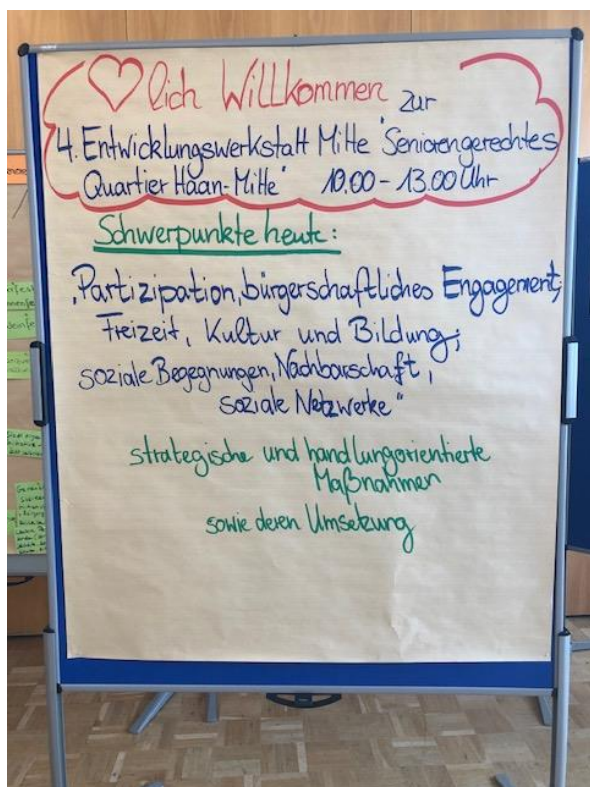 ♡lich Willkommen zur
4. Entwicklungswerkstatt Mitte "Seniorengerechtes
Quartier Haan-Mitte" 10.00 - 13.00 Uhr
Schwerpunkte heute:
„Partizipation, bürgerschaftliches Engagement;
Freizeit, Kultur und Bildung;
soziale Begegnungen, Nachbarschaft,
soziale Netzwerke"
strategische und handlungorientierte
Maßnahmen
sowie deren Umsetzung